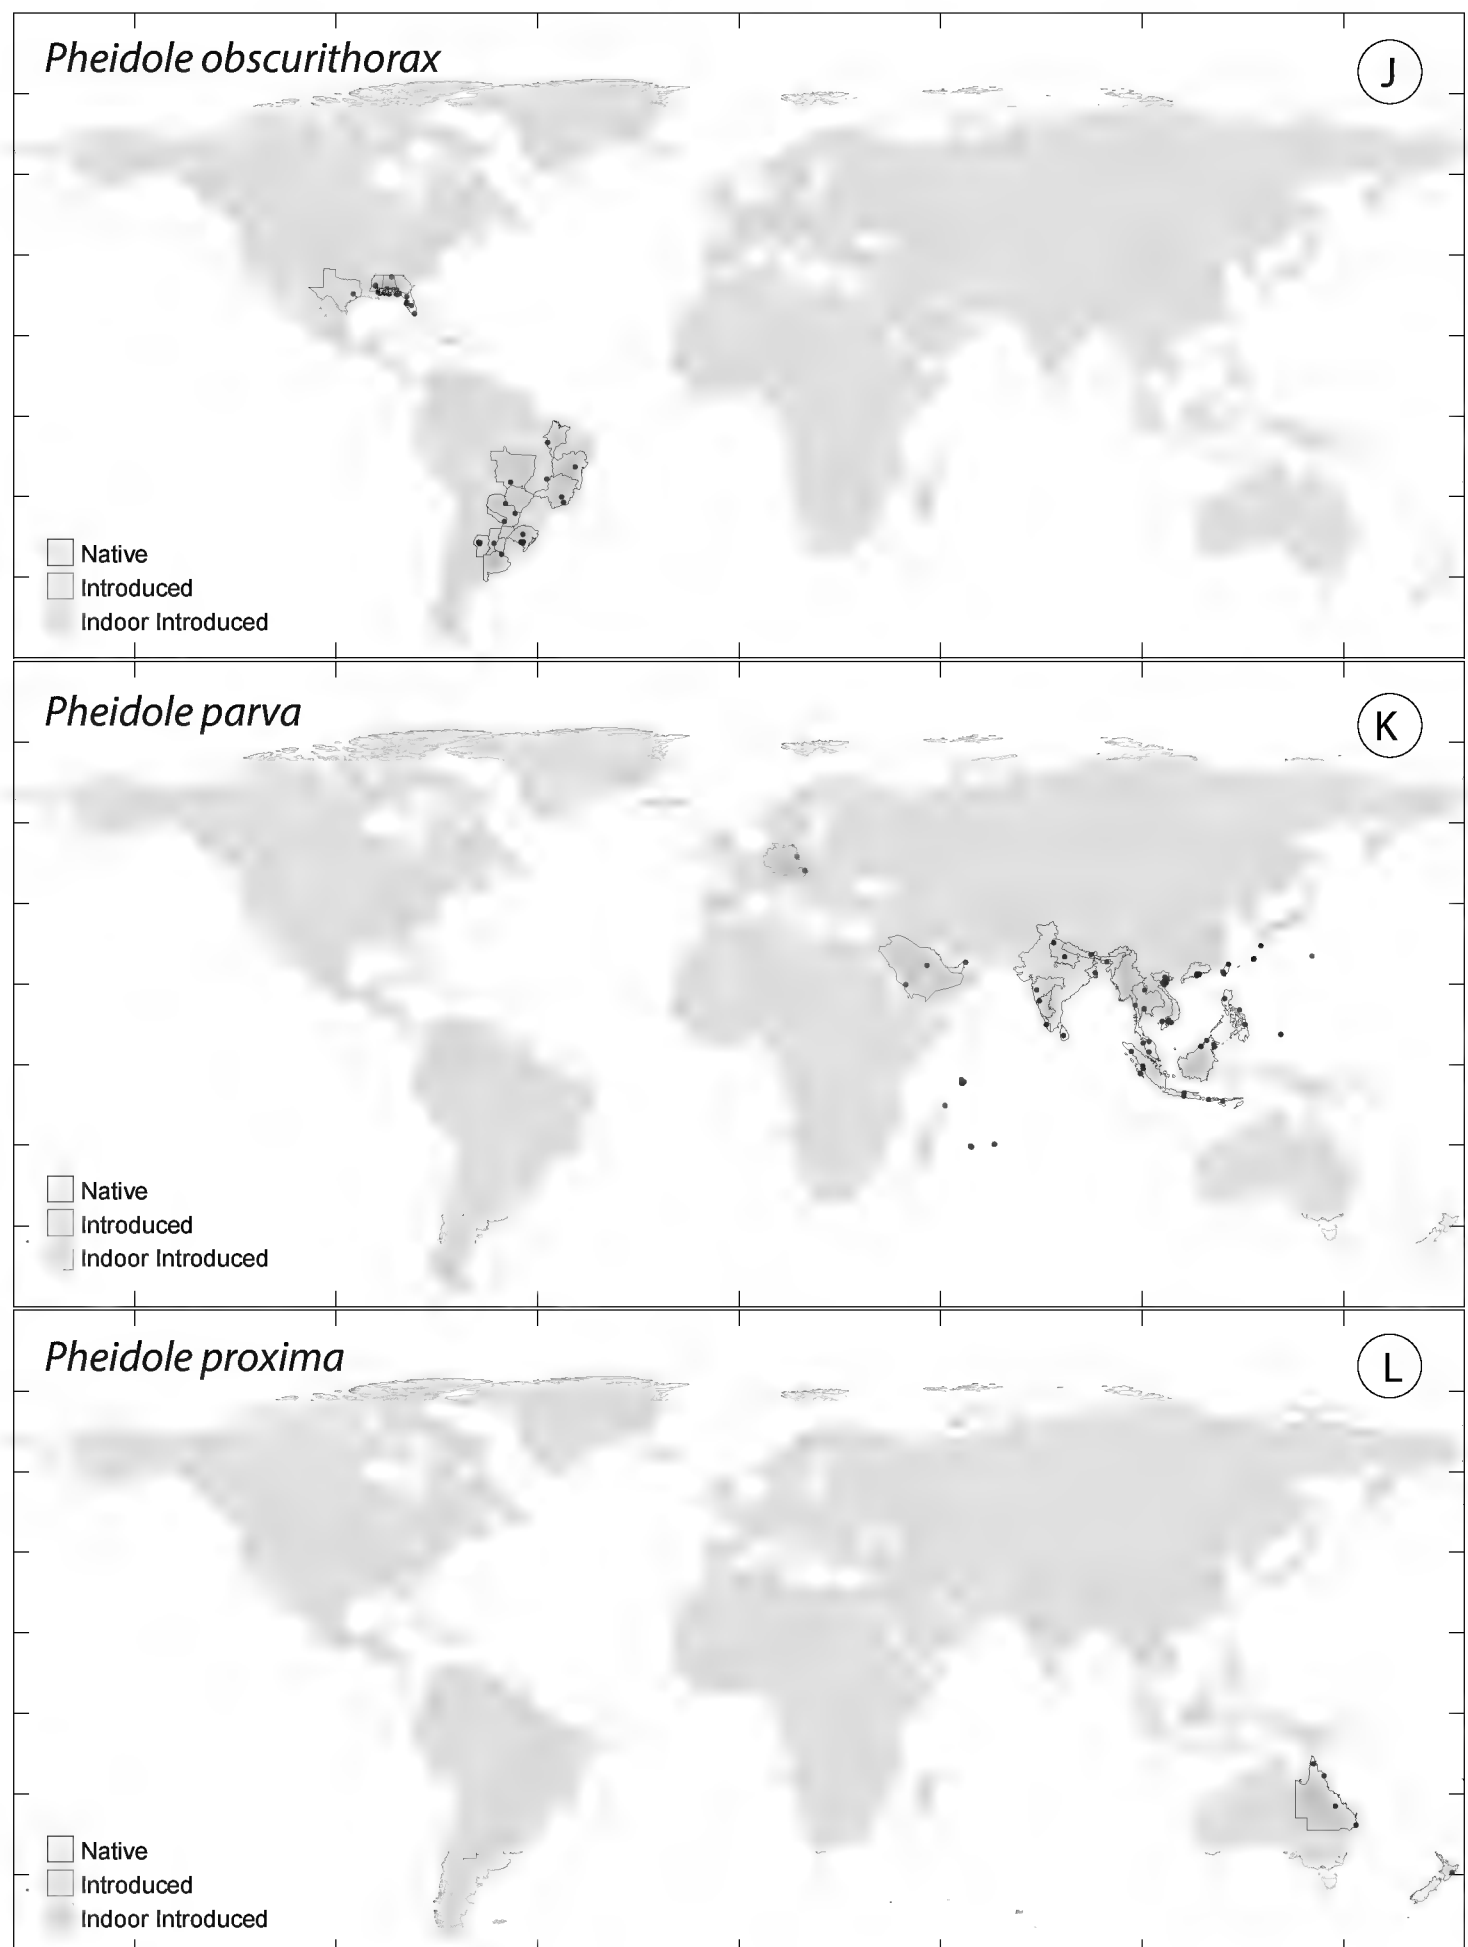 Pheidole obscurithorax
J
Native
Introduced
Indoor Introduced
Pheidole parva
K
Native
Introduced
Indoor Introduced
Pheidole proxima
L
Native
Introduced
Indoor Introduced